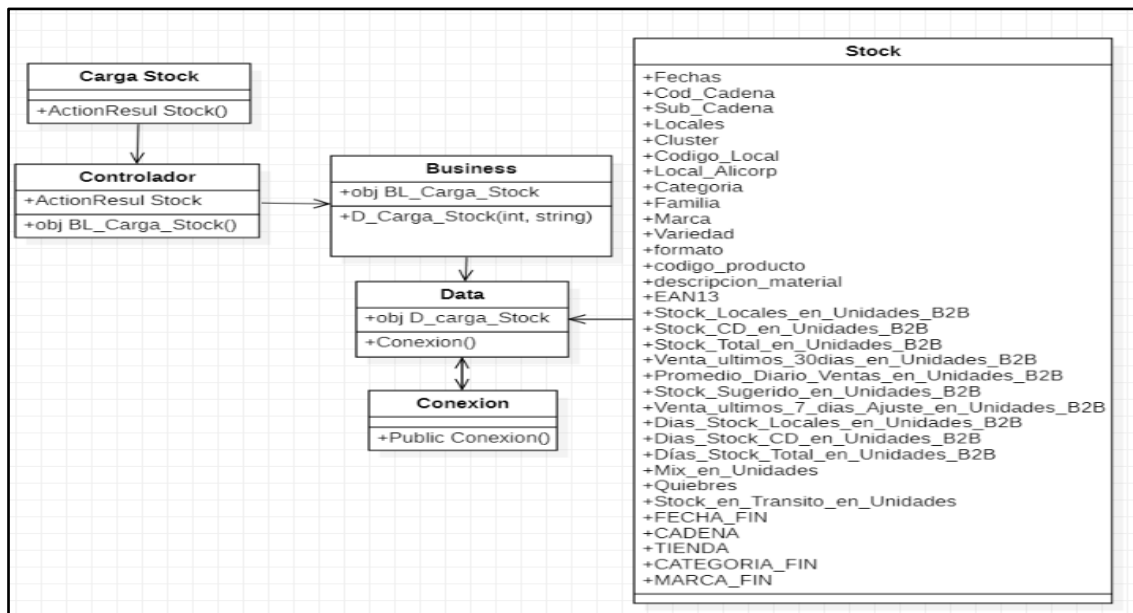 Carga Stock
+ActionResul Stock()
Controlador
+ActionResul Stock
+obj BL_Carga_Stock()
Business
+obj BL_Carga_Stock
+D_Carga_Stock(int, string)
Data
+obj D_carga_Stock
+Conexion()
Conexion
+Public Conexion()
Stock
+Fechas
+Cod_Cadena
+Sub_Cadena
+Locales
+Cluster
+Codigo_Local
+Local_Alicorp
+Categoria
+Familia
+Marca
+Variedad
+formato
+codigo_producto
+descripcion_material
+EAN13
+Stock_Locales_en_Unidades_B2B
+Stock_CD_en_Unidades_B2B
+Stock_Total_en_Unidades_B2B
+Venta_ultimos_30dias_en_Unidades_B2B
+Promedio_Diario_Ventas_en_Unidades_B2B
+Stock_Sugerido_en_Unidades_B2B
+Venta_ultimos_7_dias_Ajuste_en_Unidades_B2B
+Dias_Stock_Locales_en_Unidades_B2B
+Dias_Stock_CD_en_Unidades_B2B
+Días_Stock_Total_en_Unidades_B2B
+Mix_en_Unidades
+Quiebres
+Stock_en_Transito_en_Unidades
+FECHA_FIN
+CADENA
+TIENDA
+CATEGORIA_FIN
+MARCA_FIN